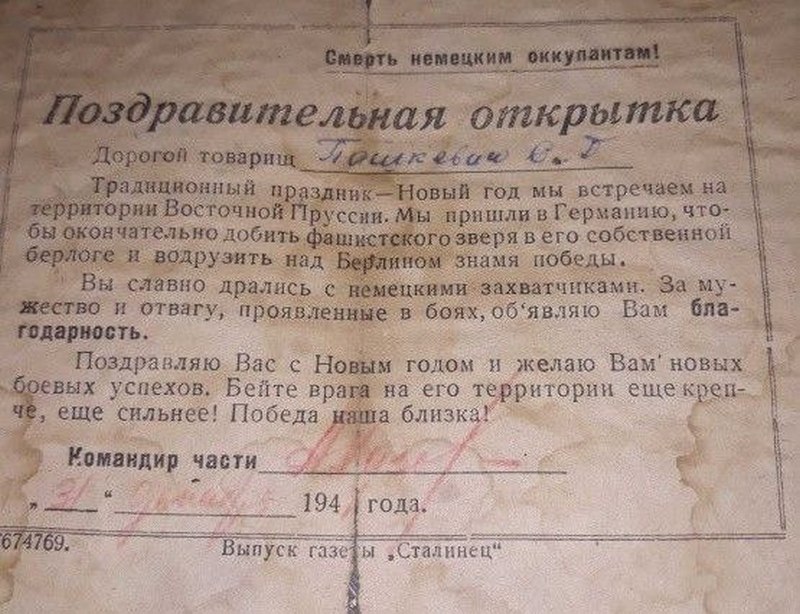 Смерть немецким оккупантам!
Поздравительная открытка
Дорогой товарищ Пашкевич
Традиционный праздник—Новый год мы встречаем на
территории Восточной Пруссии. Мы пришли в Германию, что-
бы окончательно добить фашистского зверя в его собственной
берлоге и водрузить над Берлином знамя победы.
Вы славно дрались с немецкими захватчиками. За му-
жество и отвагу, проявленные в боях, об'являю Вам бла-
годарность.
Поздравляю Вас с Новым годом и желаю Вам новых
боевых успехов. Бейте врага на его территории еще креп-
че, еще сильнее! Победа наша близка!
Командир части
„31“ декабря 194 года.
674769.
Выпуск газеты „Сталинец“